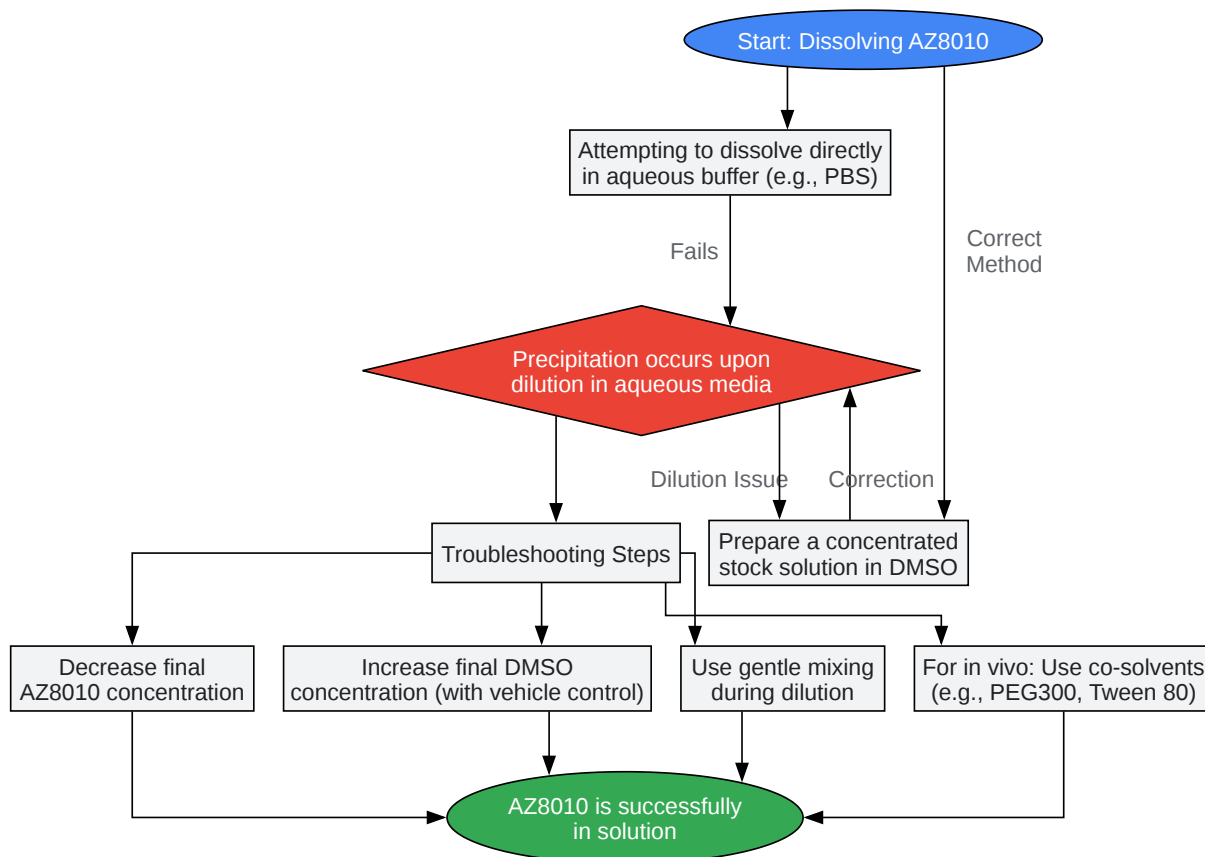 Start: Dissolving AZ8010
Attempting to dissolve directly
in aqueous buffer (e.g., PBS)
Fails
Correct
Method
Precipitation occurs upon
dilution in aqueous media
Dilution Issue
Correction
Troubleshooting Steps
Prepare a concentrated
stock solution in DMSO
Decrease final
AZ8010 concentration
Increase final DMSO
concentration (with vehicle control)
Use gentle mixing
during dilution
For in vivo: Use co-solvents
(e.g., PEG300, Tween 80)
AZ8010 is successfully
in solution